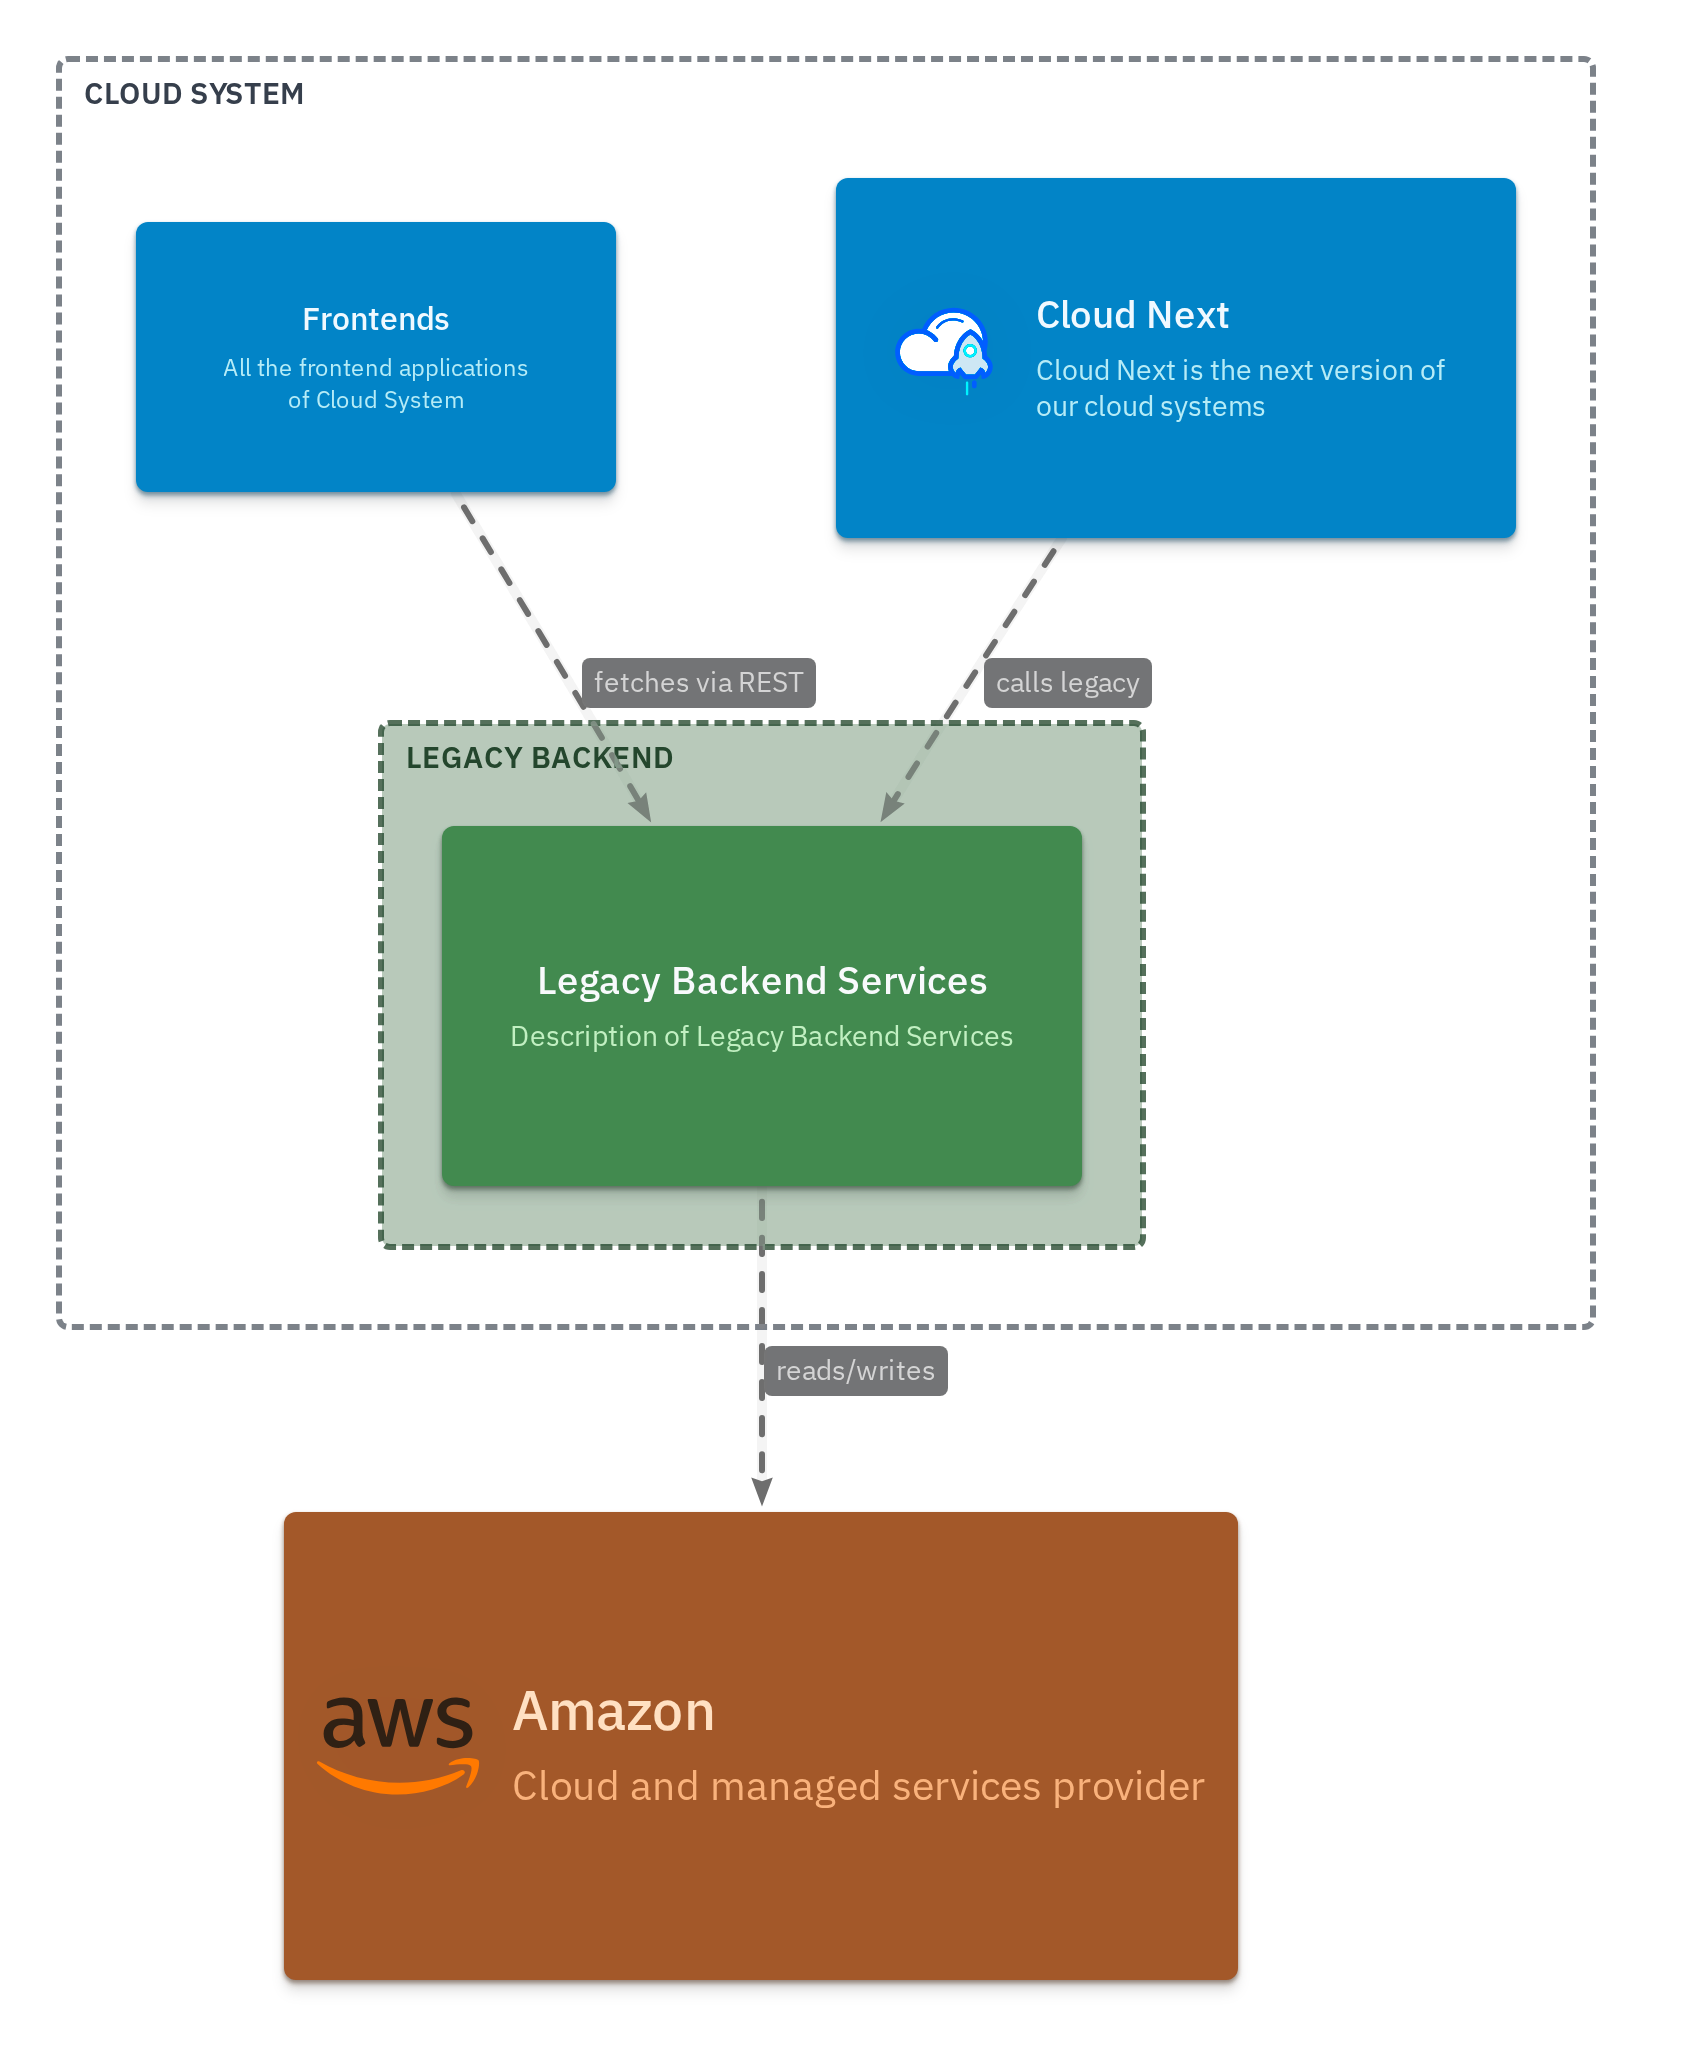 CLOUD SYSTEM
Frontends
All the frontend applications
of Cloud System
Cloud Next
Cloud Next is the next version of
our cloud systems
fetches via REST
calls legacy
LEGACY BACKEND
Legacy Backend Services
Description of Legacy Backend Services
reads/writes
aws
Amazon
Cloud and managed services provider